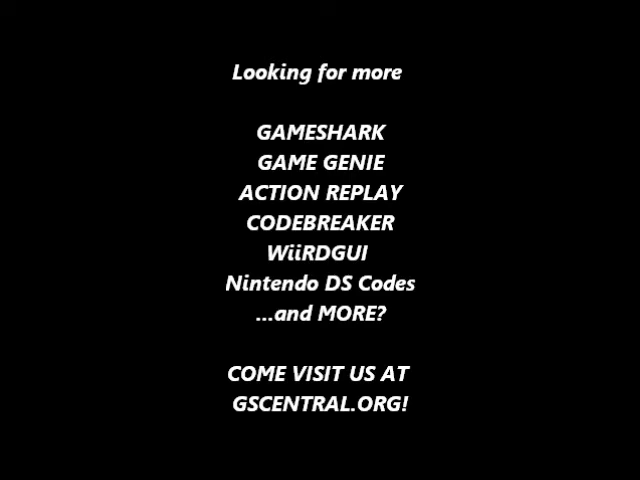 Looking for more
GAMESHARK
GAME GENIE
ACTION REPLAY
CODEBREAKER
WiiRDGUI
Nintendo DS Codes
...and MORE?
COME VISIT US AT
GSCENTRAL.ORG!